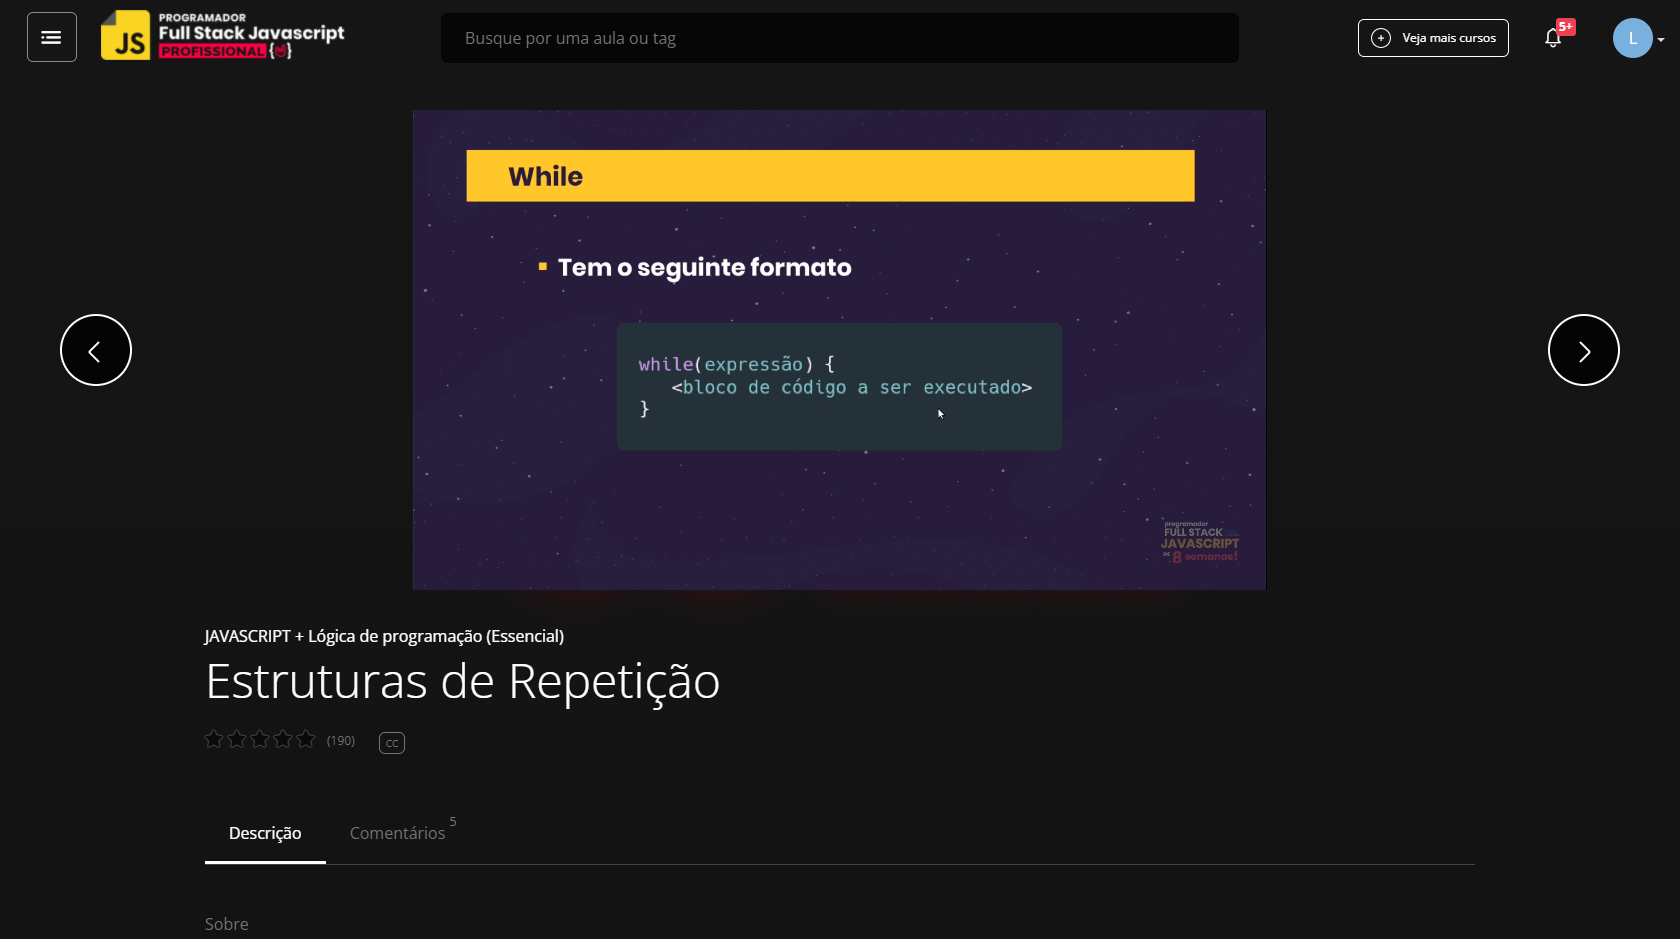 PROGRAMADOR
JS Full Stack Javascript
PROFISSIONAL
Busque por uma aula ou tag
Veja mais cursos
5+
L
While
Tem o seguinte formato
while(expressão) {
<bloco de código a ser executado>
}
programador
FULL STACK
JAVASCRIPT
em 8 semanas!
JAVASCRIPT + Lógica de programação (Essencial)
Estruturas de Repetição
(190)
CC
Descrição
Comentários 5
Sobre